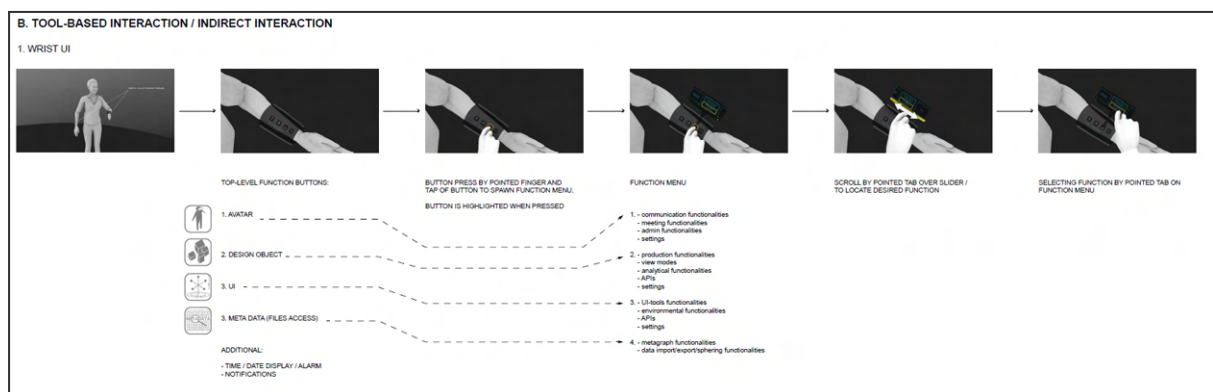 B. TOOL-BASED INTERACTION / INDIRECT INTERACTION
1. WRIST UI
TOP-LEVEL FUNCTION BUTTONS:
BUTTON PRESS BY POINTED FINGER AND
TAP OF BUTTON TO SPAWN FUNCTION MENU.
BUTTON IS HIGHLIGHTED WHEN PRESSED
FUNCTION MENU
SCROLL BY POINTED TAB OVER SLIDER /
TO LOCATE DESIRED FUNCTION
SELECTING FUNCTION BY POINTED TAB ON
FUNCTION MENU
1. AVATAR
2. DESIGN OBJECT
3. UI
3. META DATA (FILES ACCESS)
ADDITIONAL:
- TIME / DATE DISPLAY / ALARM
- NOTIFICATIONS
1. - communication functionalities
- meeting functionalities
- admin functionalities
- settings
2. - production functionalities
- view modes
- analytical functionalities
- APIs
- settings
3. - UI-tools functionalities
- environmental functionalities
- APIs
- settings
4. - metagraph functionalities
- data import/export/sphering functionalities